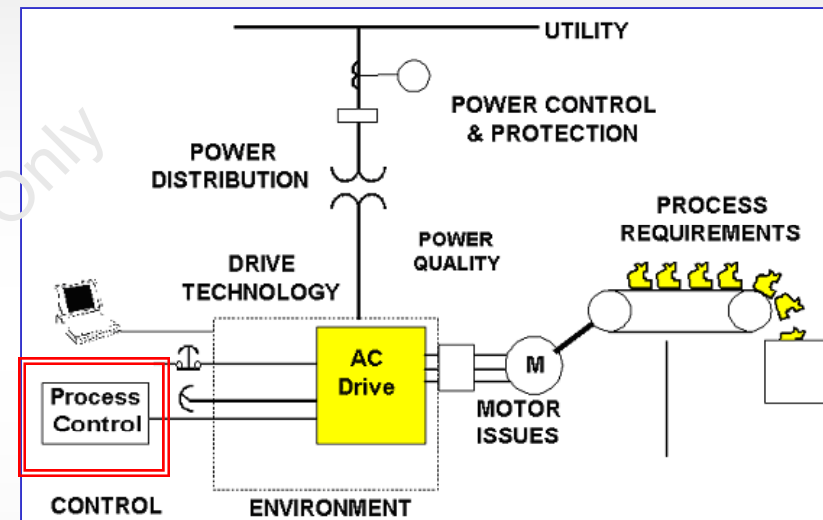 UTILITY
POWER CONTROL
& PROTECTION
POWER
DISTRIBUTION
PROCESS
REQUIREMENTS
POWER
QUALITY
DRIVE
TECHNOLOGY
AC
Drive
M
Process
Control
MOTOR
ISSUES
CONTROL
ENVIRONMENT
only